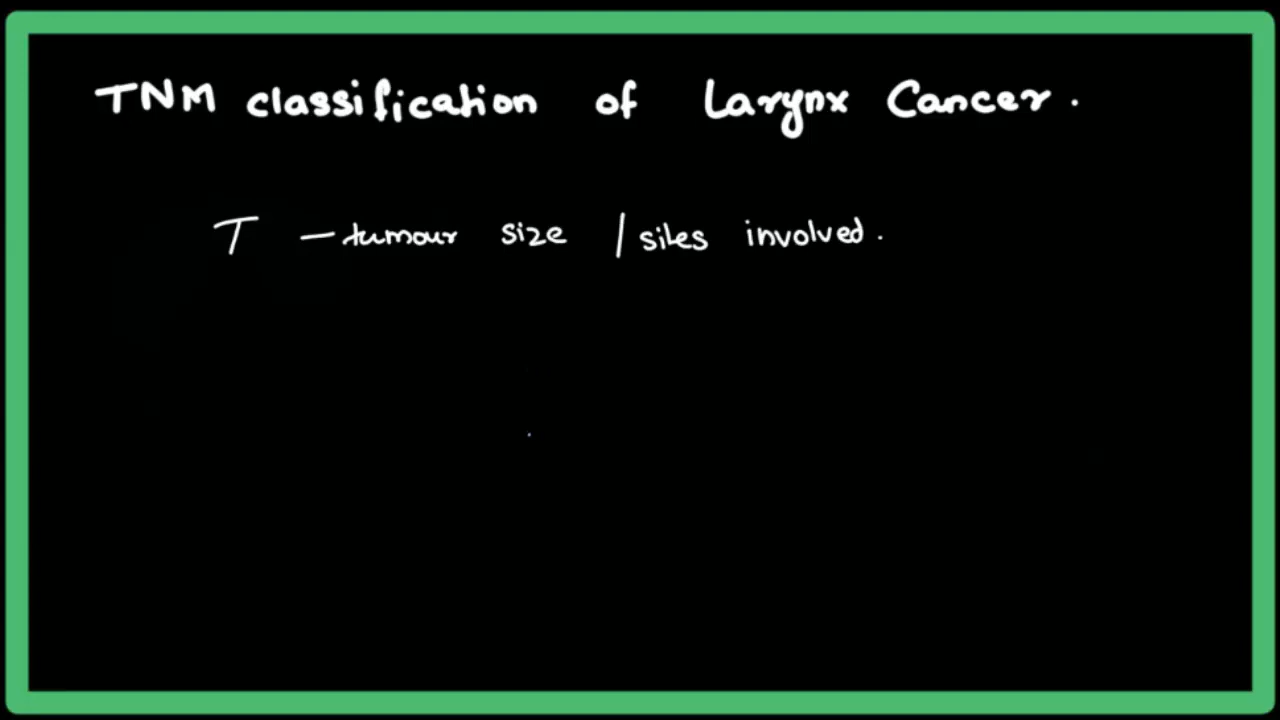 TNM classification of Larynx Cancer.
T – tumour size / sites involved.